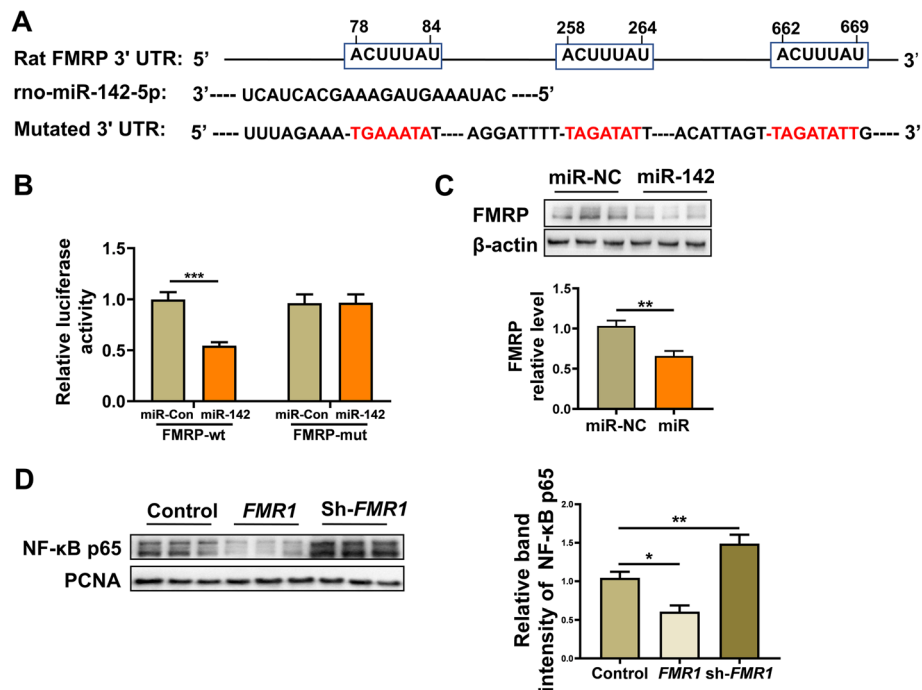 A
78 84 258 264 662 669
Rat FMRP 3' UTR: 5’ ACUUUAU ACUUUAU ACUUUAU 3’
rno-miR-142-5p: 3’---- UCAUCACGAAAGAUGAAAUAC ----5’
Mutated 3’ UTR: 5’ ---- UUUAGAAA-TGAAATAT---- AGGATTTT-TAGATATT---- ACATTAGT-TAGATATTG---- 3’
B
Relative luciferase
activity
1.5
1.0
0.5
0.0
***
miR-Con miR-142 miR-Con miR-142
FMRP-wt FMRP-mut
C
miR-NC miR-142
FMRP
β-actin
FMRP
relative level
1.5
1.0
0.5
0.0
**
miR-NC miR
D
Control FMR1 Sh-FMR1
NF-κB p65
PCNA
Relative band
intensity of NF-κB p65
2.0
1.5
1.0
0.5
0.0
**
*
Control FMR1 sh-FMR1